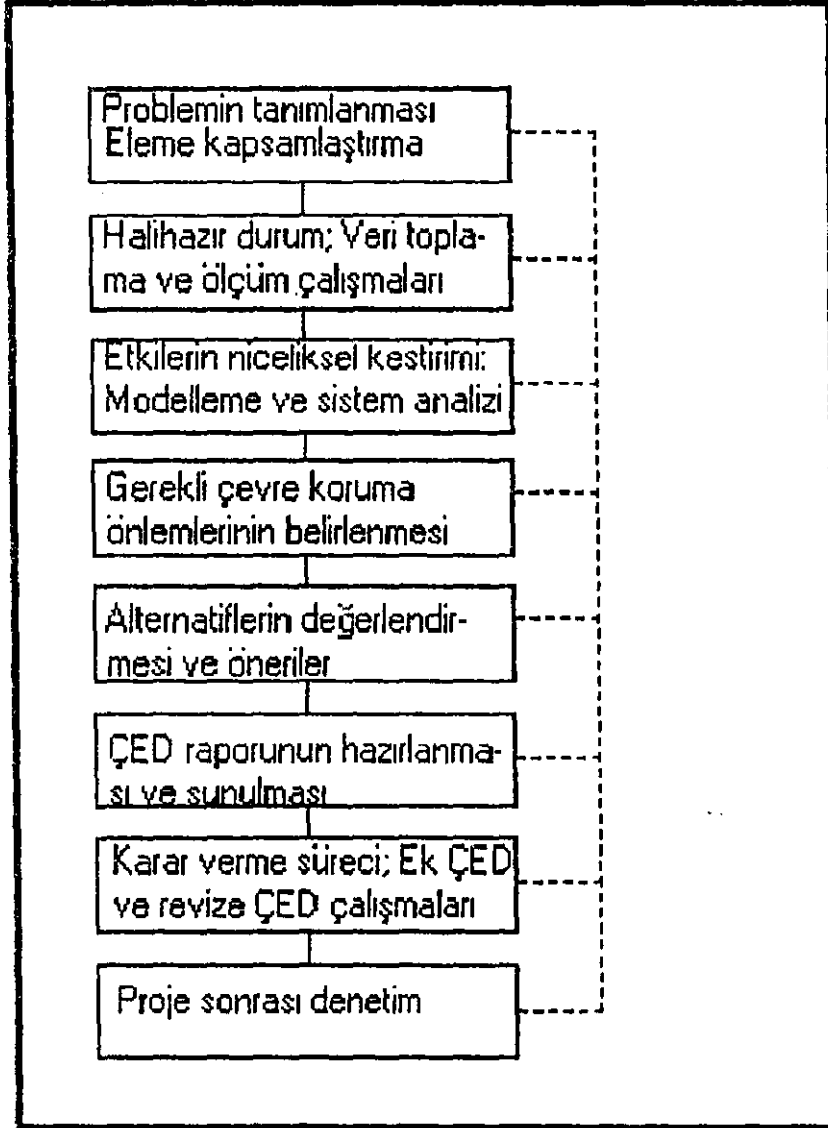 Problemin tanımlanması
Eleme kapsamlaştırma
Halihazır durum; Veri topla-
ma ve ölçüm çalışmaları
Etkilerin niceliksel kestirimi:
Modelleme ve sistem analizi
Gerekli çevre koruma
önlemlerinin belirlenmesi
Alternatiflerin değerlendir-
mesi ve öneriler
ÇED raporunun hazırlanma-
sı ve sunulması
Karar verme süreci; Ek ÇED
ve revize ÇED çalışmaları
Proje sonrası denetim